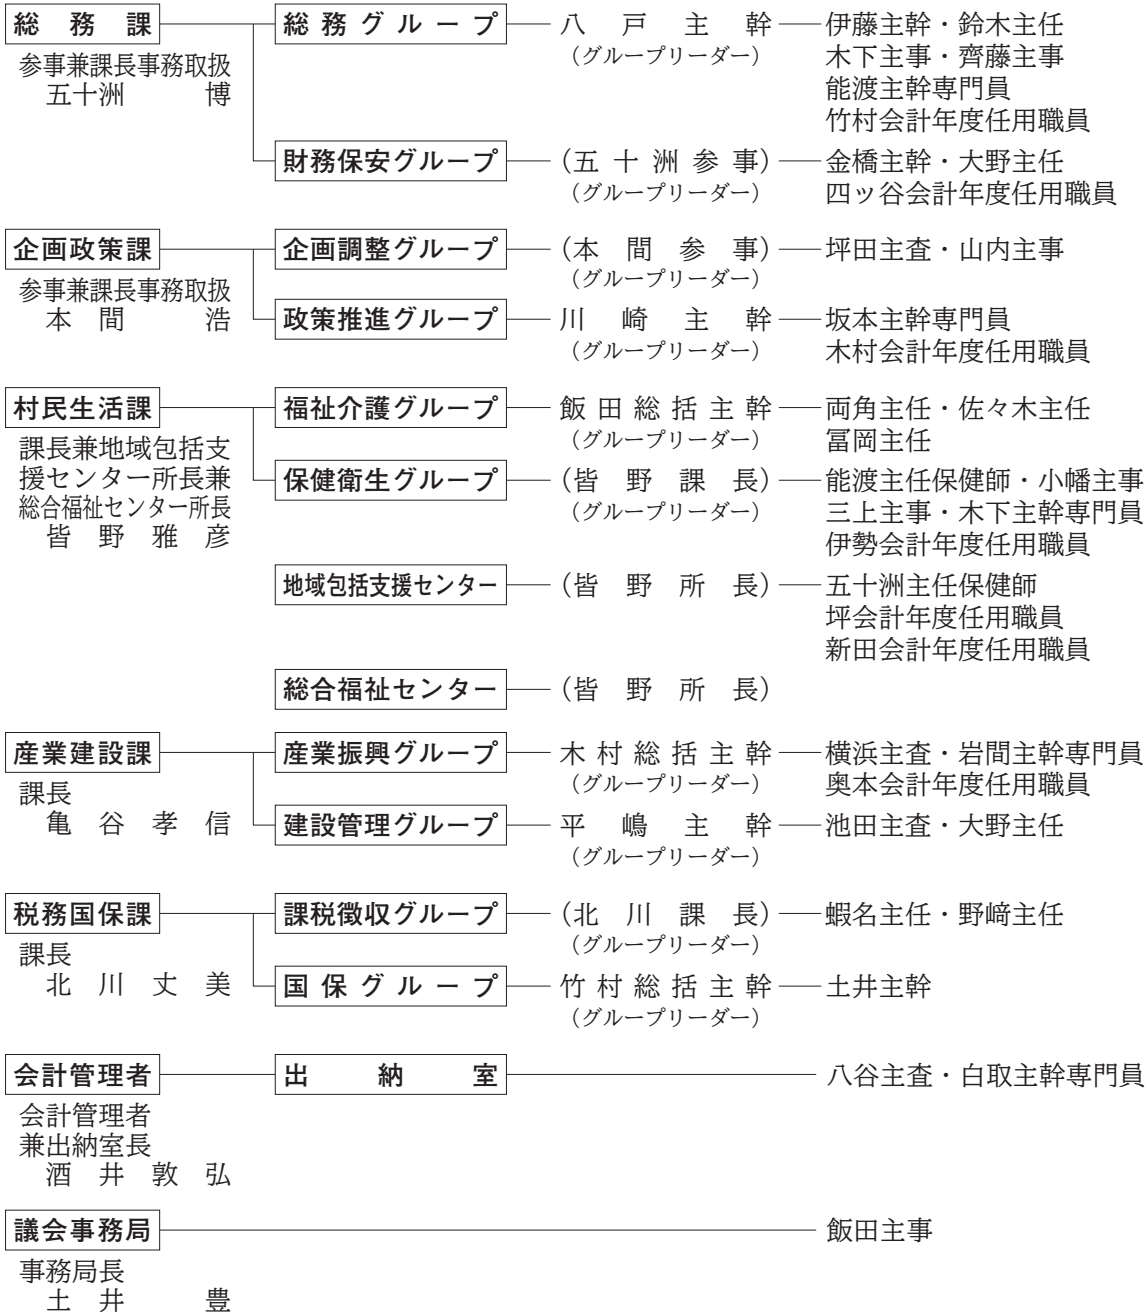 総務課 総務グループ 八戸主幹 伊藤主幹・鈴木主任
参事兼課長事務取扱 (グループリーダー) 木下主事・齊藤主事
五十洲 博 能渡主幹専門員
竹村会計年度任用職員
財務保安グループ (五十洲参事) 金橋主幹・大野主任
(グループリーダー) 四ッ谷会計年度任用職員
企画政策課 企画調整グループ (本間参事) 坪田主査・山内主事
参事兼課長事務取扱 (グループリーダー)
本間 浩 政策推進グループ 川崎主幹 坂本主幹専門員
(グループリーダー) 木村会計年度任用職員
村民生活課 福祉介護グループ 飯田総括主幹 両角主任・佐々木主任
課長兼地域包括支 (グループリーダー) 冨岡主任
援センター所長兼 保健衛生グループ (皆野課長) 能渡主任保健師・小幡主事
総合福祉センター所長 (グループリーダー) 三上主事・木下主幹専門員
皆野雅彦 伊勢会計年度任用職員
地域包括支援センター (皆野所長) 五十洲主任保健師
坪会計年度任用職員
新田会計年度任用職員
総合福祉センター (皆野所長)
産業建設課 産業振興グループ 木村総括主幹 横浜主査・岩間主幹専門員
課長 (グループリーダー) 奥本会計年度任用職員
亀谷孝信 建設管理グループ 平嶋主幹 池田主査・大野主任
(グループリーダー)
税務国保課 課税徴収グループ (北川課長) 蝦名主任・野﨑主任
課長 (グループリーダー)
北川丈美 国保グループ 竹村総括主幹 土井主幹
(グループリーダー)
会計管理者 出納室 八谷主査・白取主幹専門員
会計管理者
兼出納室長
酒井敦弘
議会事務局 飯田主事
事務局長
土井 豊